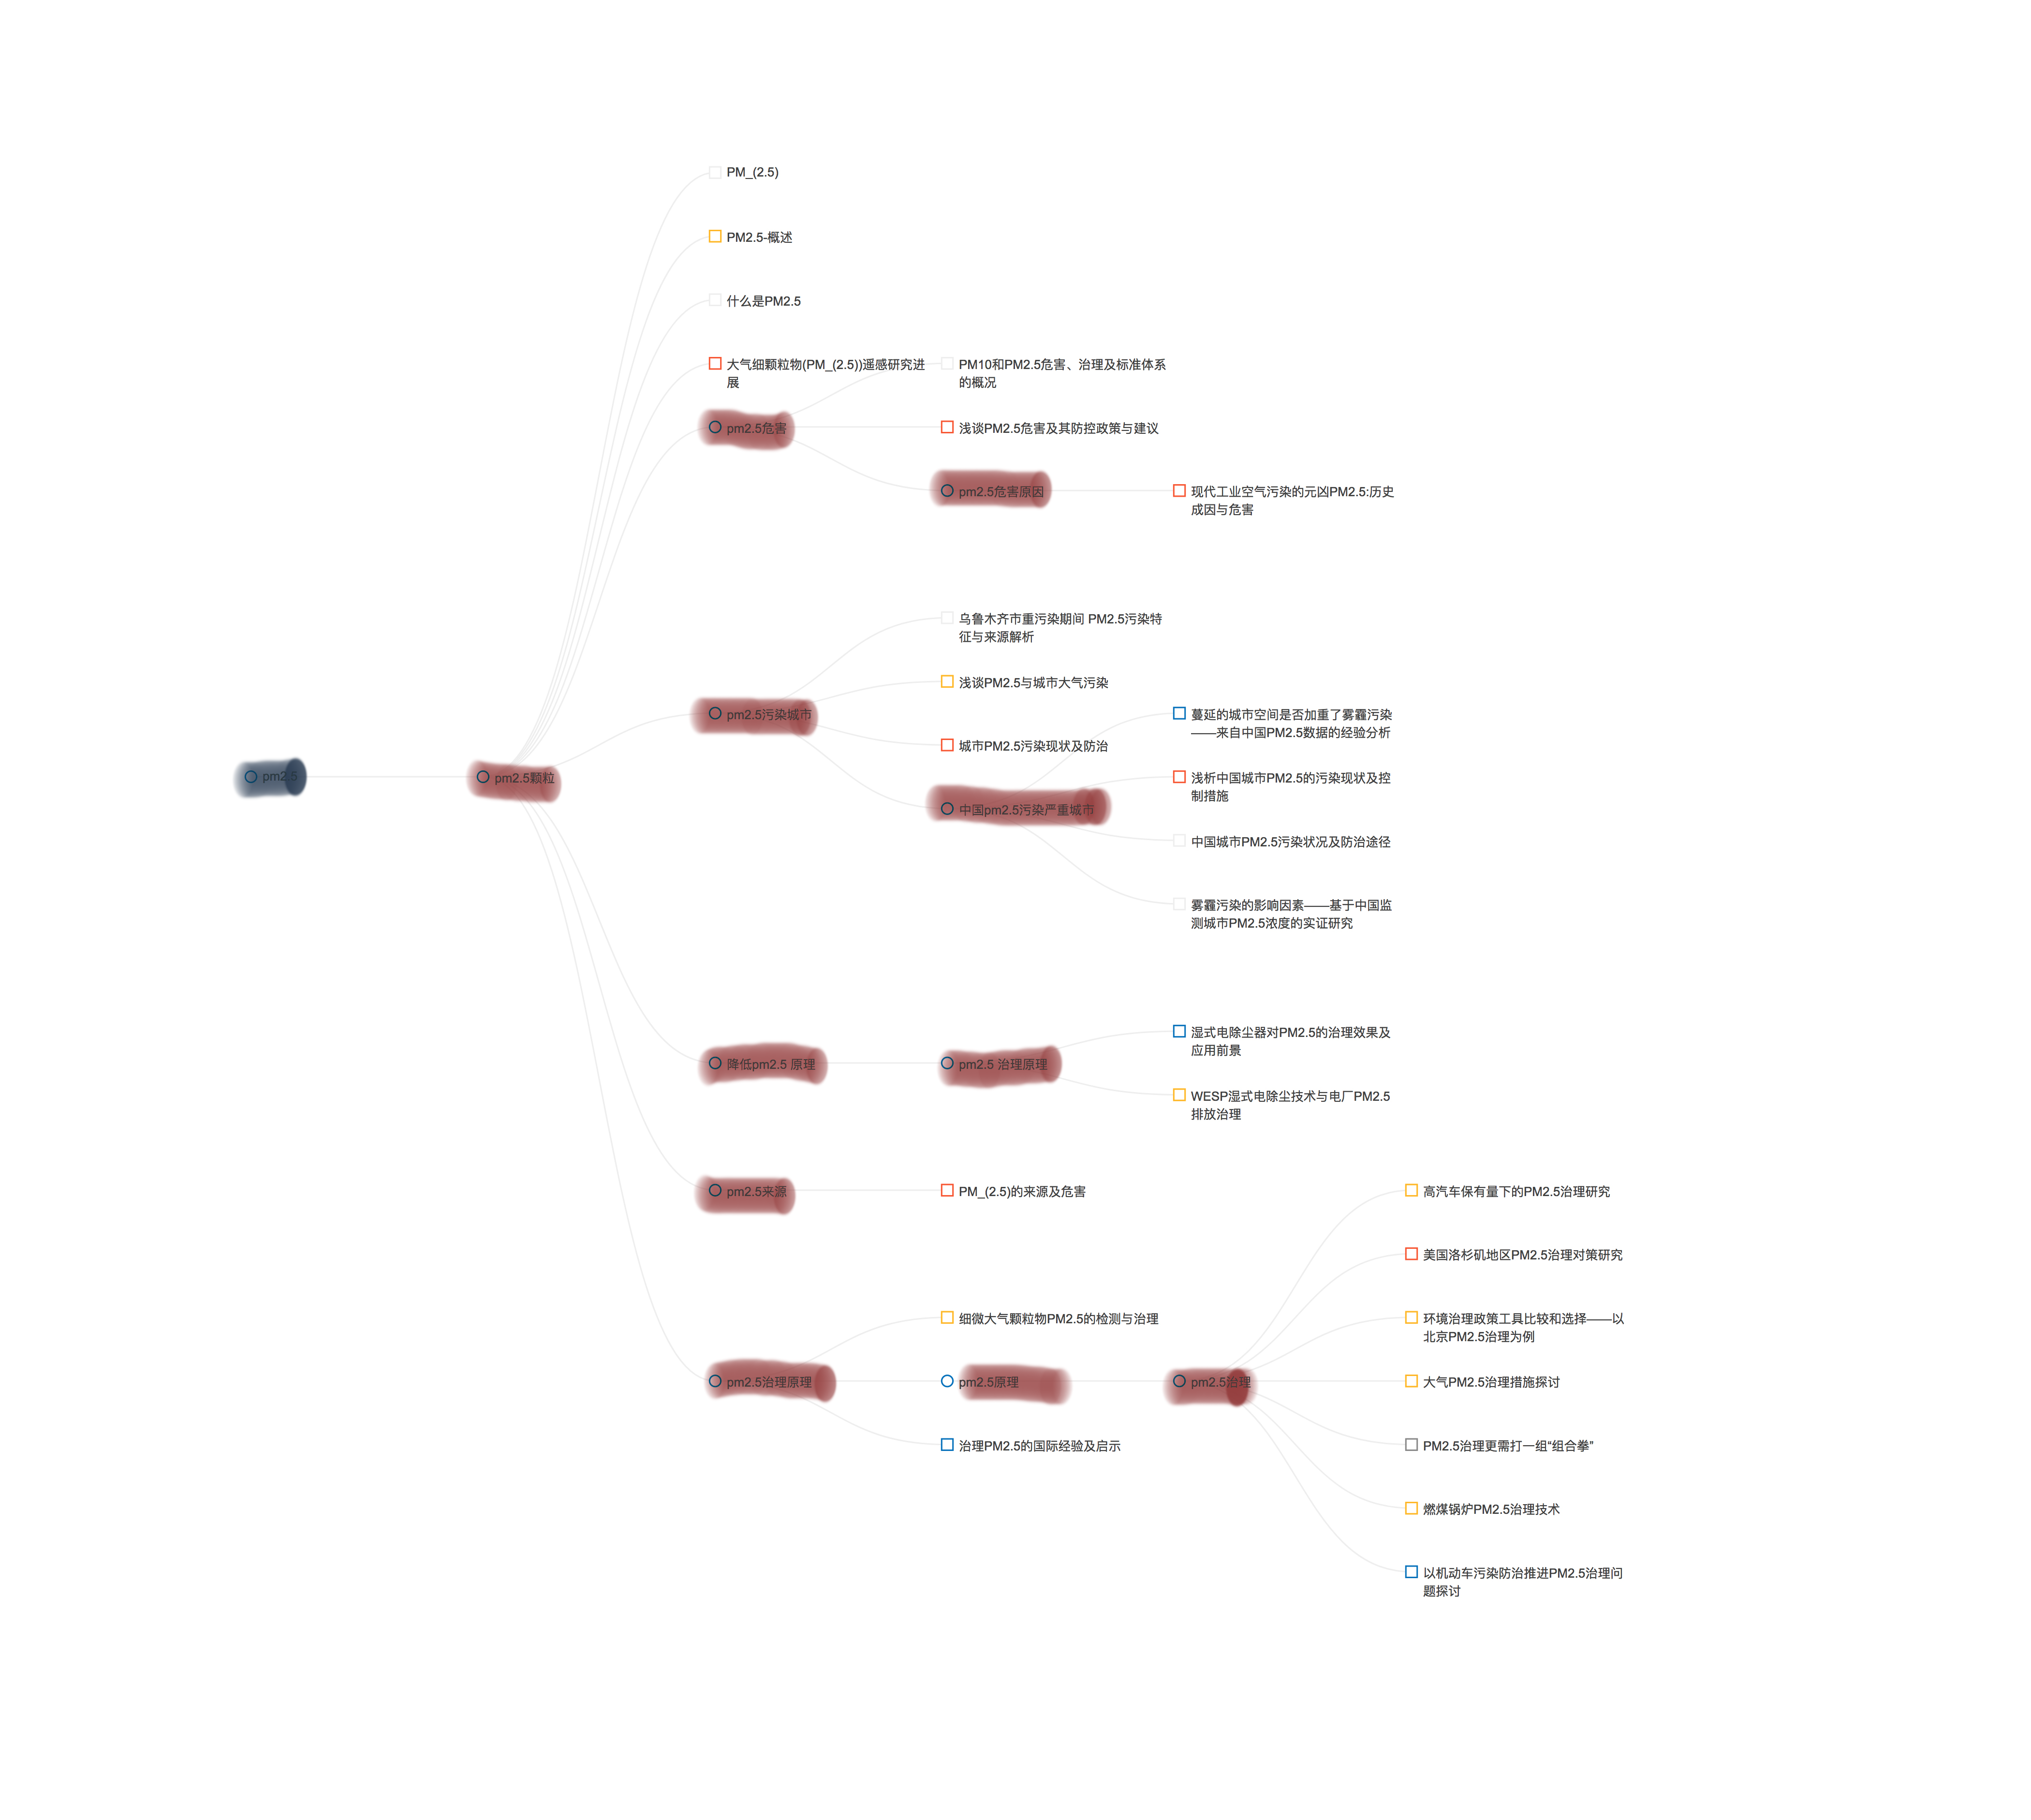 PM_(2.5)
PM2.5-概述
什么是PM2.5
大气细颗粒物(PM_(2.5))遥感研究进
展
PM10和PM2.5危害、治理及标准体系
的概况
pm2.5危害
浅谈PM2.5危害及其防控政策与建议
pm2.5危害原因
现代工业空气污染的元凶PM2.5:历史
成因与危害
乌鲁木齐市重污染期间 PM2.5污染特
征与来源解析
浅谈PM2.5与城市大气污染
pm2.5污染城市
蔓延的城市空间是否加重了雾霾污染
——来自中国PM2.5数据的经验分析
城市PM2.5污染现状及防治
pm2.5
pm2.5颗粒
浅析中国城市PM2.5的污染现状及控
制措施
中国pm2.5污染严重城市
中国城市PM2.5污染状况及防治途径
雾霾污染的影响因素——基于中国监
测城市PM2.5浓度的实证研究
湿式电除尘器对PM2.5的治理效果及
应用前景
降低pm2.5 原理
pm2.5 治理原理
WESP湿式电除尘技术与电厂PM2.5
排放治理
pm2.5来源
PM_(2.5)的来源及危害
高汽车保有量下的PM2.5治理研究
美国洛杉矶地区PM2.5治理对策研究
细微大气颗粒物PM2.5的检测与治理
环境治理政策工具比较和选择——以
北京PM2.5治理为例
pm2.5治理原理
pm2.5原理
pm2.5治理
大气PM2.5治理措施探讨
治理PM2.5的国际经验及启示
PM2.5治理更需打一组“组合拳”
燃煤锅炉PM2.5治理技术
以机动车污染防治推进PM2.5治理问
题探讨